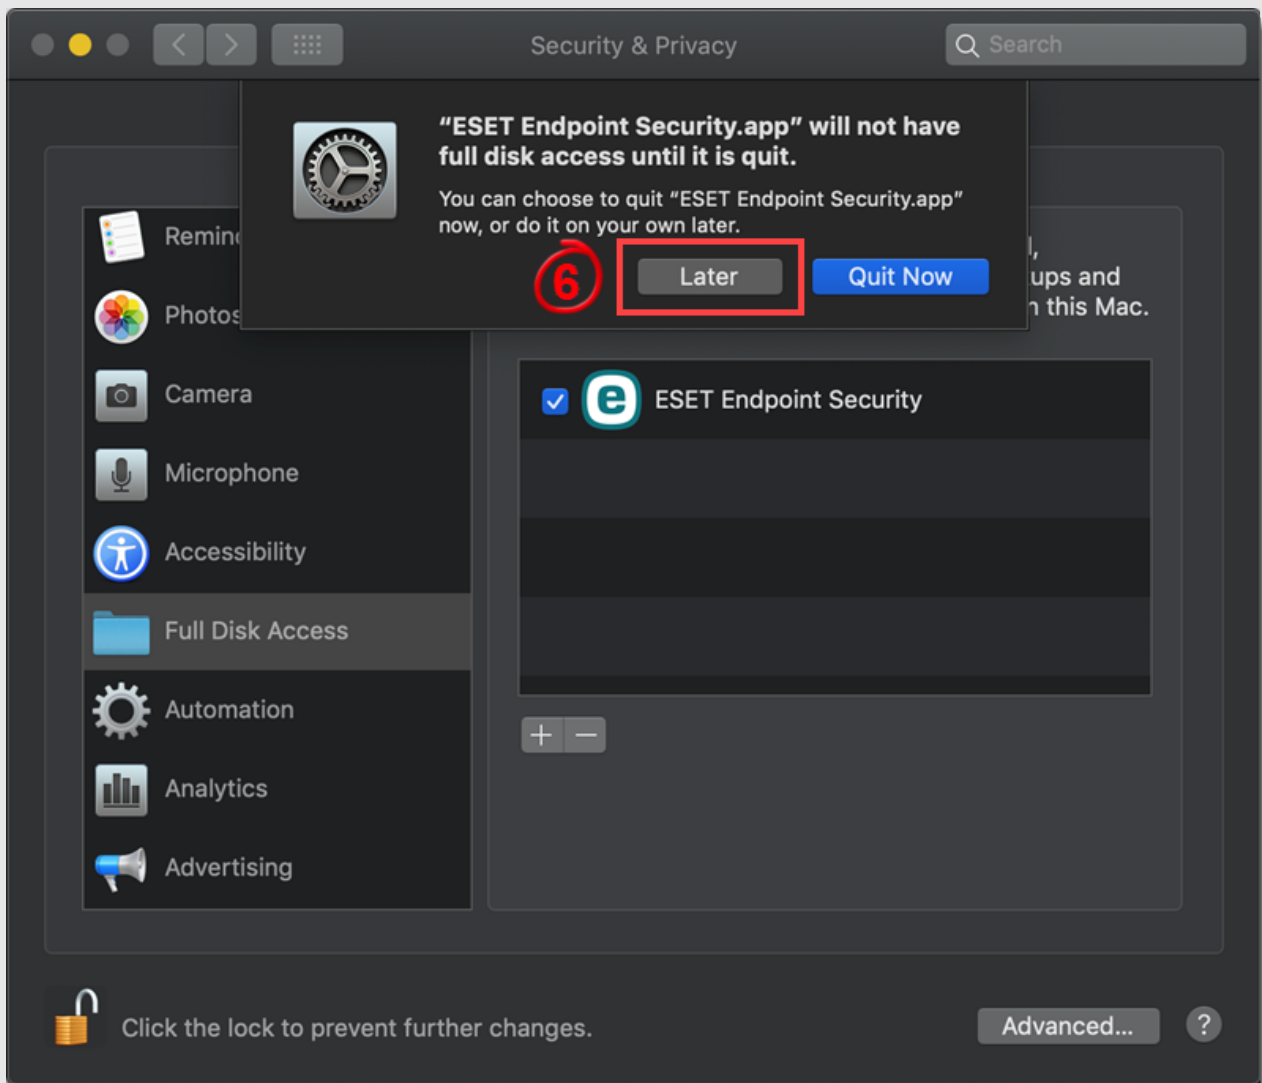 Security & Privacy
Search
“ESET Endpoint Security.app” will not have
full disk access until it is quit.
You can choose to quit “ESET Endpoint Security.app”
now, or do it on your own later.
6
Later
Quit Now
ups and
this Mac.
Photos
Camera
Microphone
Accessibility
Full Disk Access
Automation
Analytics
Advertising
e
ESET Endpoint Security
Click the lock to prevent further changes.
Advanced...
?